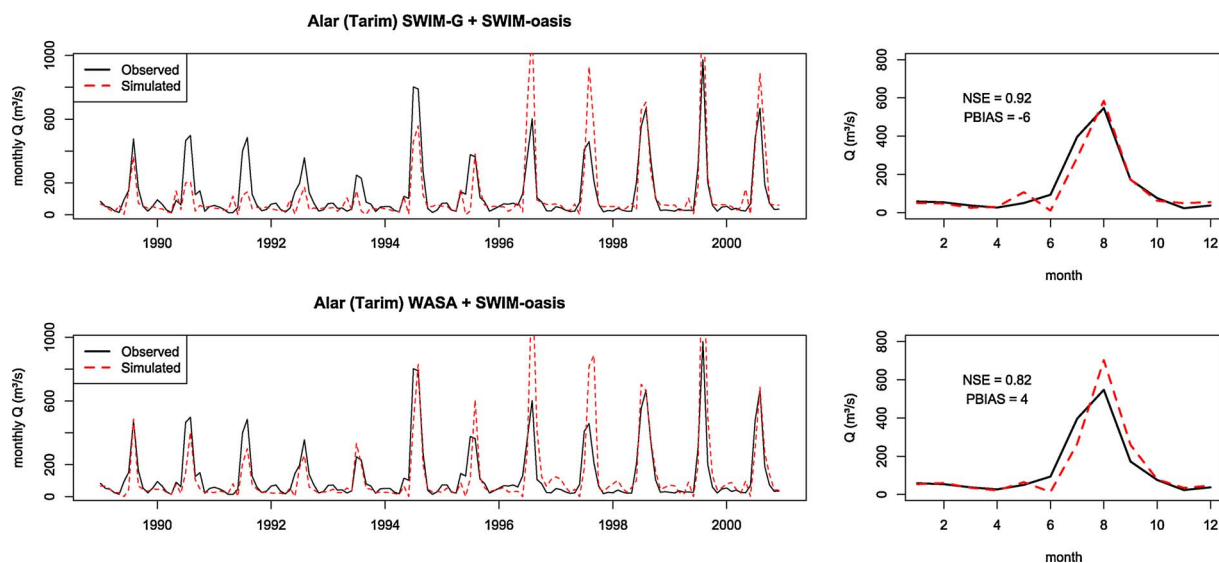 Alar (Tarim) SWIM-G + SWIM-oasis
monthly Q (m³/s)
0
200
600
1000
Observed
Simulated
1990
1992
1994
1996
1998
2000
Q (m³/s)
0
200
400
600
800
NSE = 0.92
PBIAS = -6
2
4
6
8
10
12
month
Alar (Tarim) WASA + SWIM-oasis
monthly Q (m³/s)
0
200
600
1000
Observed
Simulated
1990
1992
1994
1996
1998
2000
Q (m³/s)
0
200
400
600
800
NSE = 0.82
PBIAS = 4
2
4
6
8
10
12
month